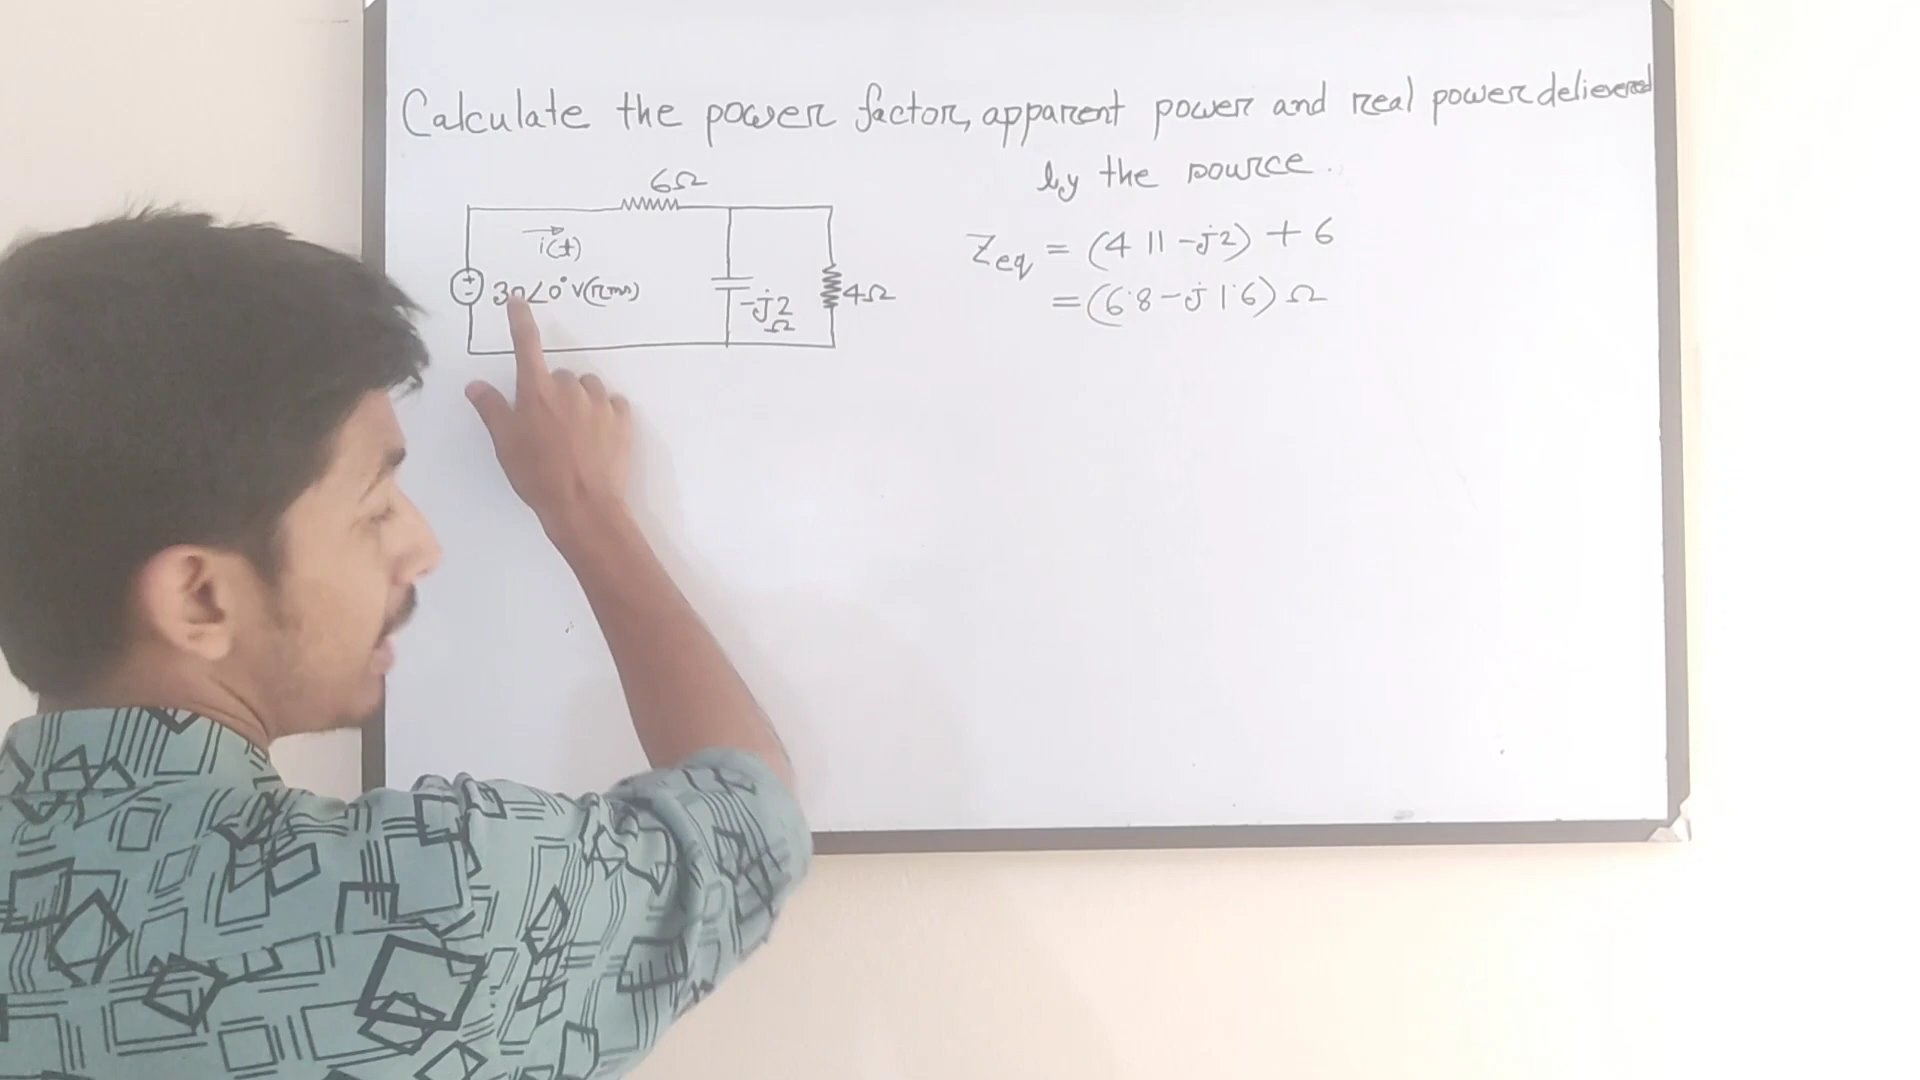 Calculate the power factor, apparent power and real power delievered
by the source.
6Ω
i(t)
30∠0° V(rms)
-j2
Ω
4Ω
Zeq = (4 || -j2) + 6
= (6.8 - j1.6) Ω